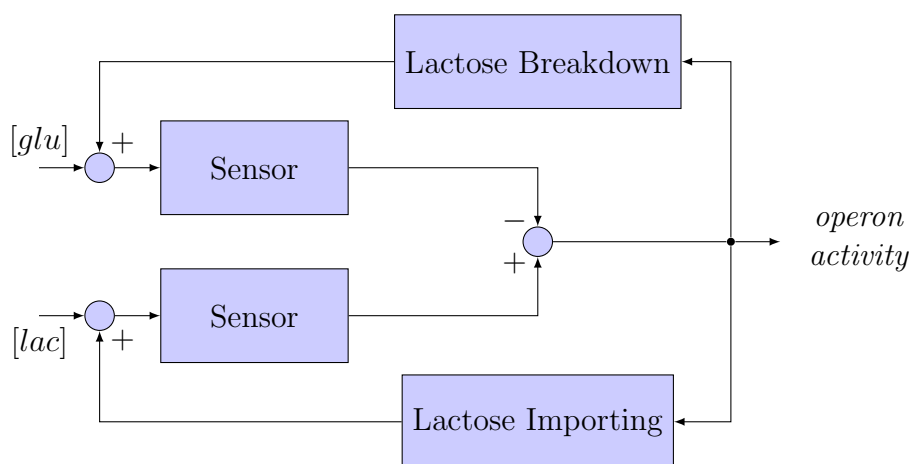 Lactose Breakdown
[glu]
+
Sensor
−
operon
activity
+
Sensor
[lac]
+
Lactose Importing